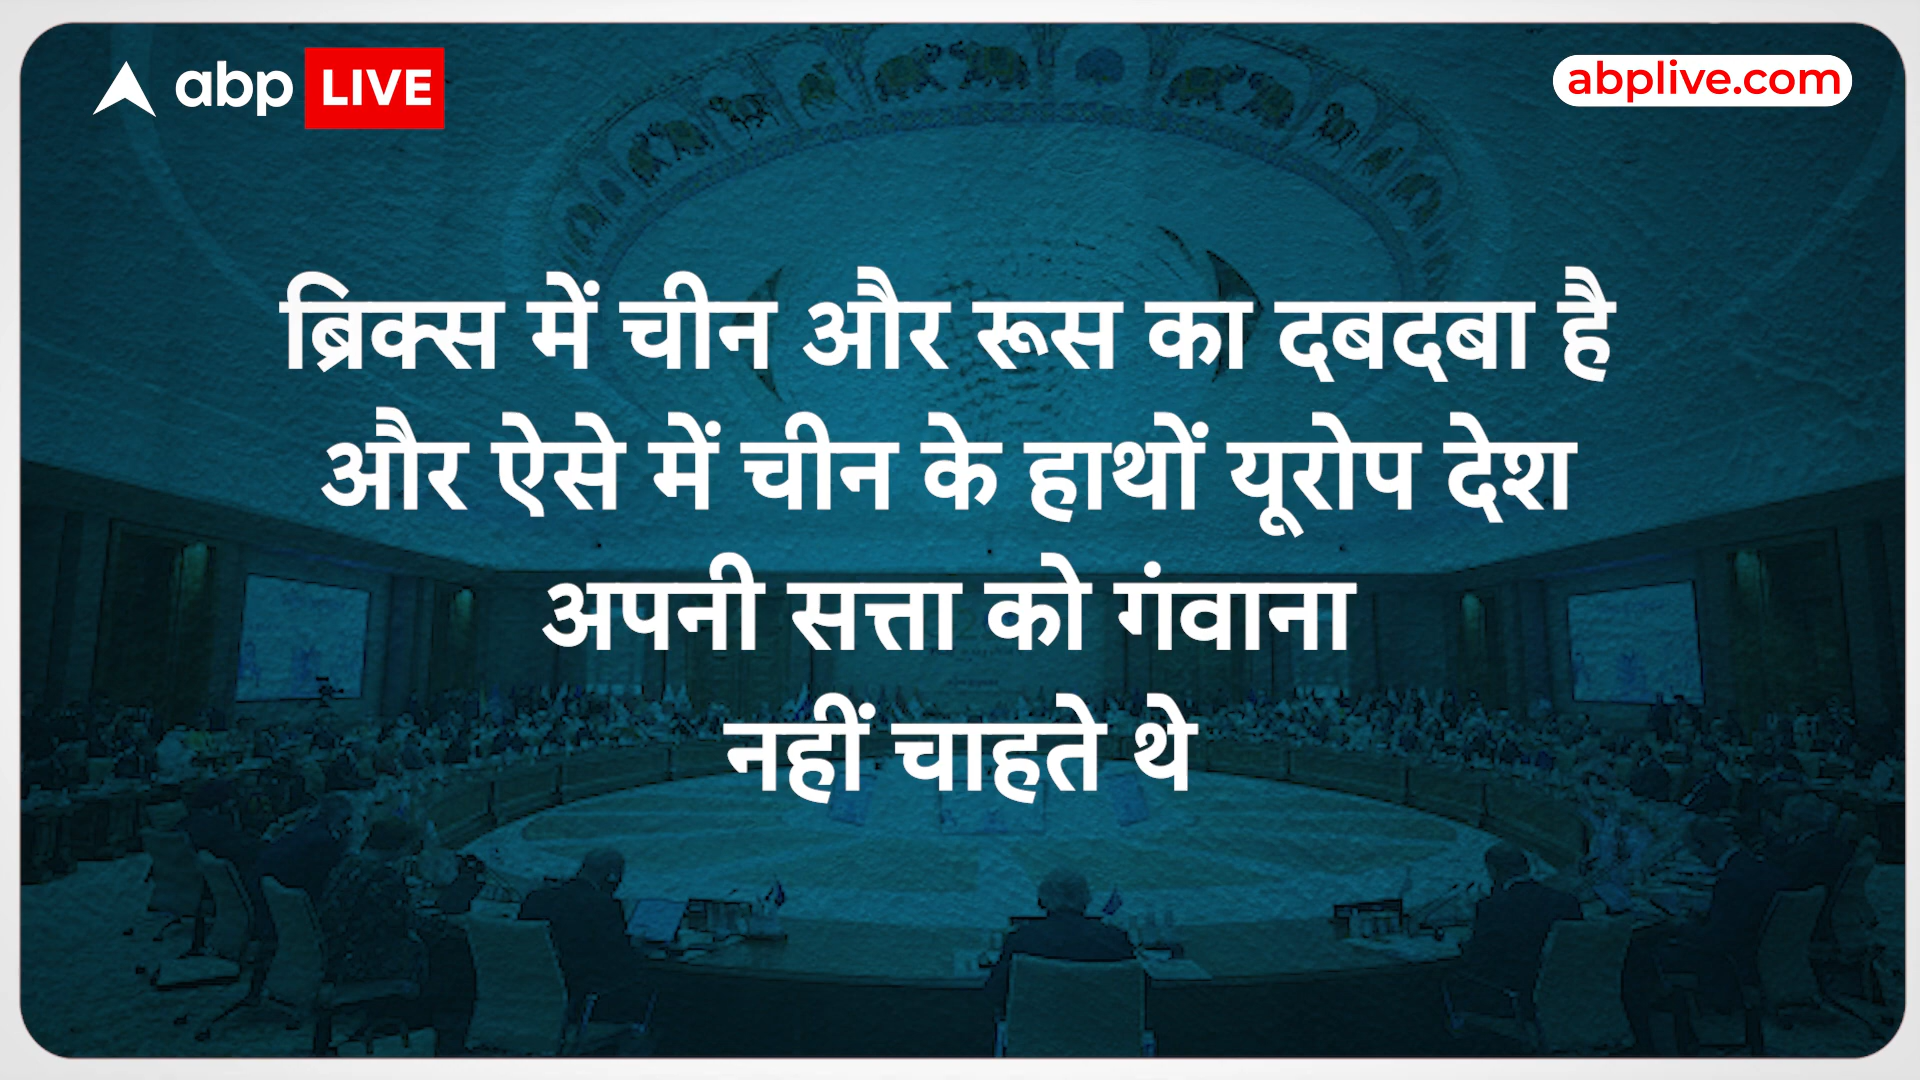 abp LIVE
abplive.com
ब्रिक्स में चीन और रूस का दबदबा है
और ऐसे में चीन के हाथों यूरोप देश
अपनी सत्ता को गंवाना
नहीं चाहते थे